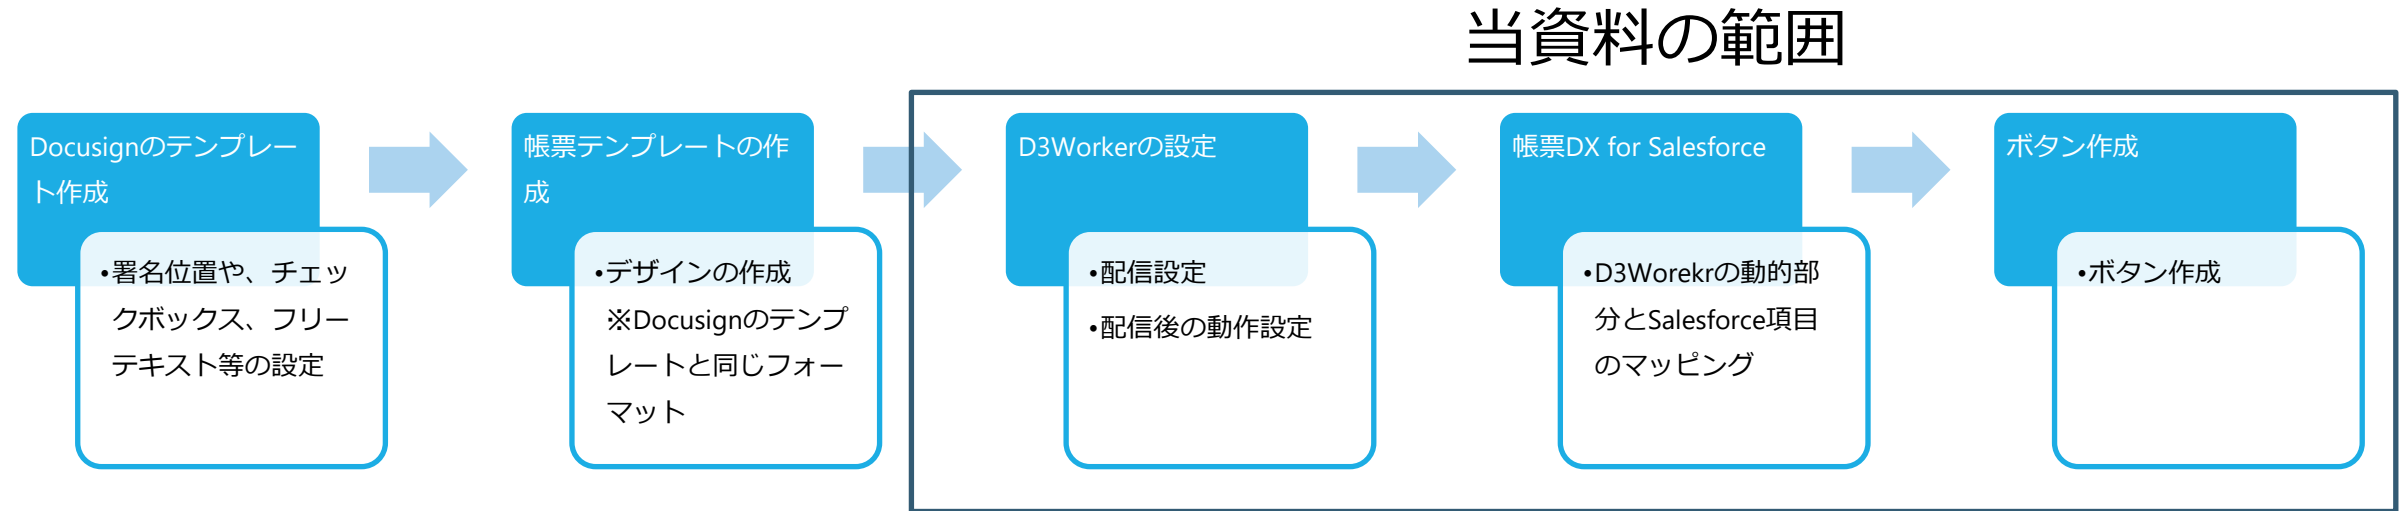 当資料の範囲
Docusignのテンプレー
ト作成
•署名位置や、チェッ
クボックス、フリー
テキスト等の設定
帳票テンプレートの作
成
•デザインの作成
※Docusignのテンプ
レートと同じフォー
マット
D3Workerの設定
•配信設定
•配信後の動作設定
帳票DX for Salesforce
•D3Worekrの動的部
分とSalesforce項目
のマッピング
ボタン作成
•ボタン作成